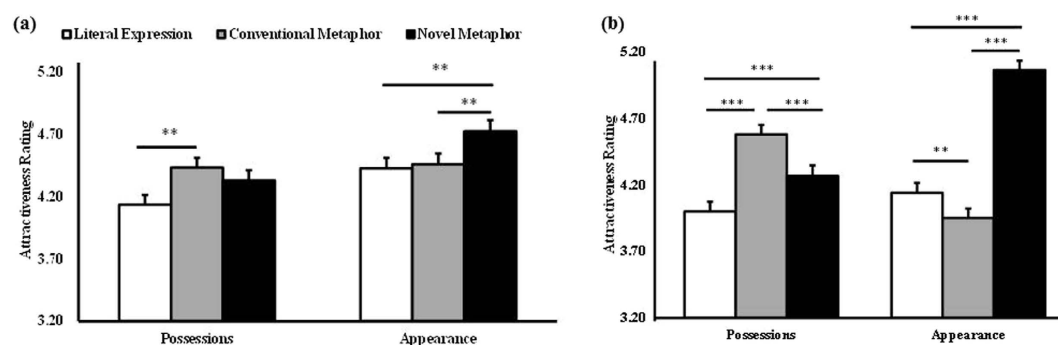 (a)
Literal Expression Conventional Metaphor Novel Metaphor
Attractiveness Rating
5.20
4.70
4.20
3.70
3.20
**
**
**
Possessions
Appearance
(b)
Attractiveness Rating
5.20
4.70
4.20
3.70
3.20
***
***
***
***
***
**
Possessions
Appearance